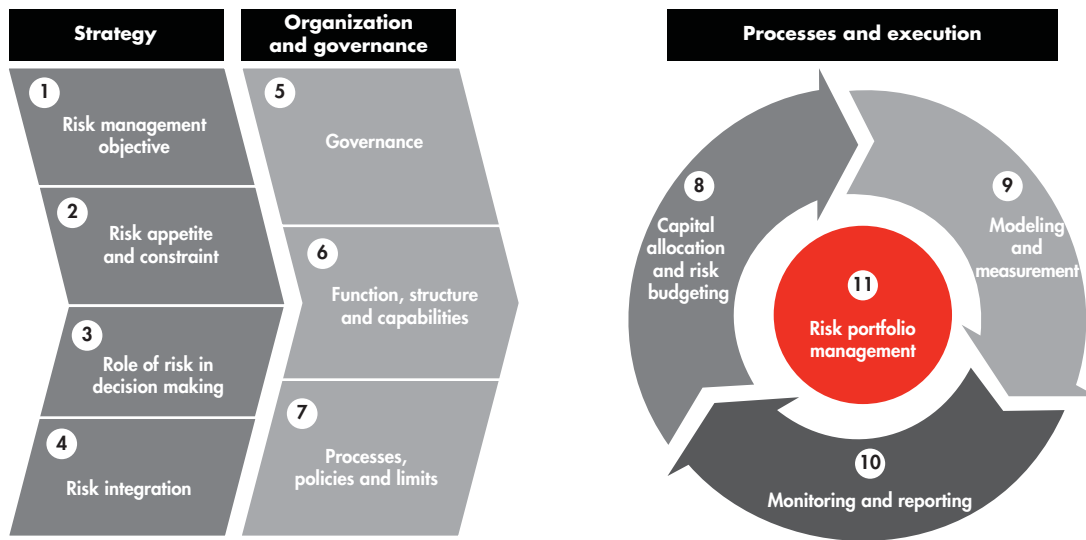 Strategy
Organization
and governance
Processes and execution
1
Risk management
objective
2
Risk appetite
and constraint
3
Role of risk in
decision making
4
Risk integration
5
Governance
6
Function, structure
and capabilities
7
Processes,
policies and limits
8
Capital
allocation
and risk
budgeting
9
Modeling
and
measurement
10
Monitoring and reporting
11
Risk portfolio
management